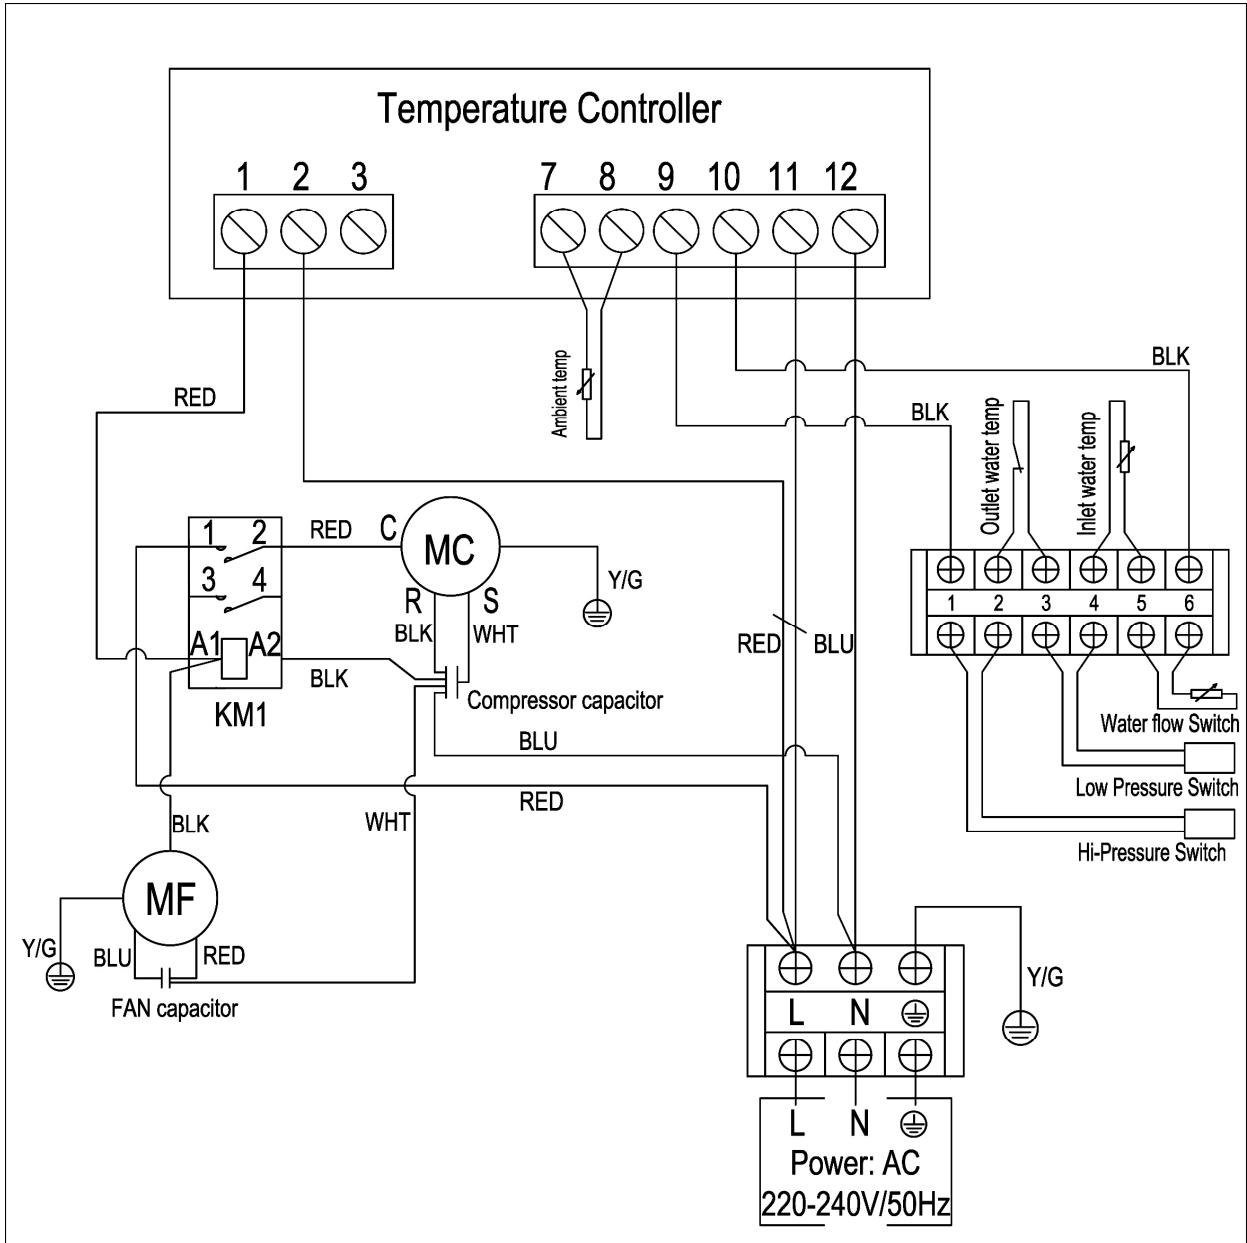 Temperature Controller
1 2 3
7 8 9 10 11 12
Ambient temp
BLK
RED
BLK
Outlet water temp
Inlet water temp
1 2
RED
C
MC
3 4
Y/G
R S
BLK
WHT
1 2 3 4 5 6
A1 A2
RED
BLU
BLK
Compressor capacitor
KM1
Water flow Switch
BLU
Low Pressure Switch
RED
WHT
BLK
Hi-Pressure Switch
MF
Y/G
BLU
RED
FAN capacitor
Y/G
L N
L N
Power: AC
220-240V/50Hz